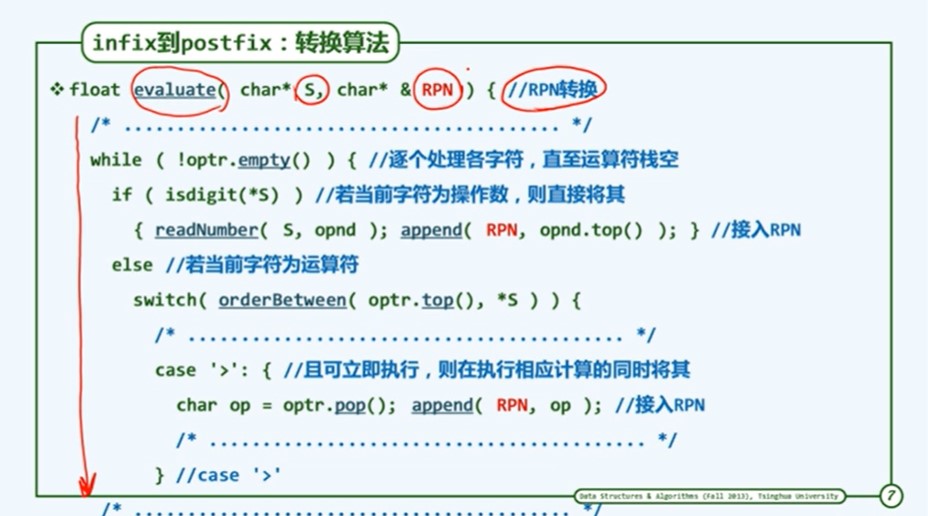 infix到postfix：转换算法
❖ float evaluate( char* S, char* & RPN ) { //RPN转换
/* ........................................ */
while ( !optr.empty() ) { //逐个处理各字符，直至运算符栈空
if ( isdigit(*S) ) //若当前字符为操作数，则直接将其
{ readNumber( S, opnd ); append( RPN, opnd.top() ); } //接入RPN
else //若当前字符为运算符
switch( orderBetween( optr.top(), *S ) ) {
/* ........................................ */
case '>': { //且可立即执行，则在执行相应计算的同时将其
char op = optr.pop(); append( RPN, op ); //接入RPN
/* ........................................ */
} //case '>'
/* ........................................ */
Data Structures & Algorithms (Fall 2013), Tsinghua University
7